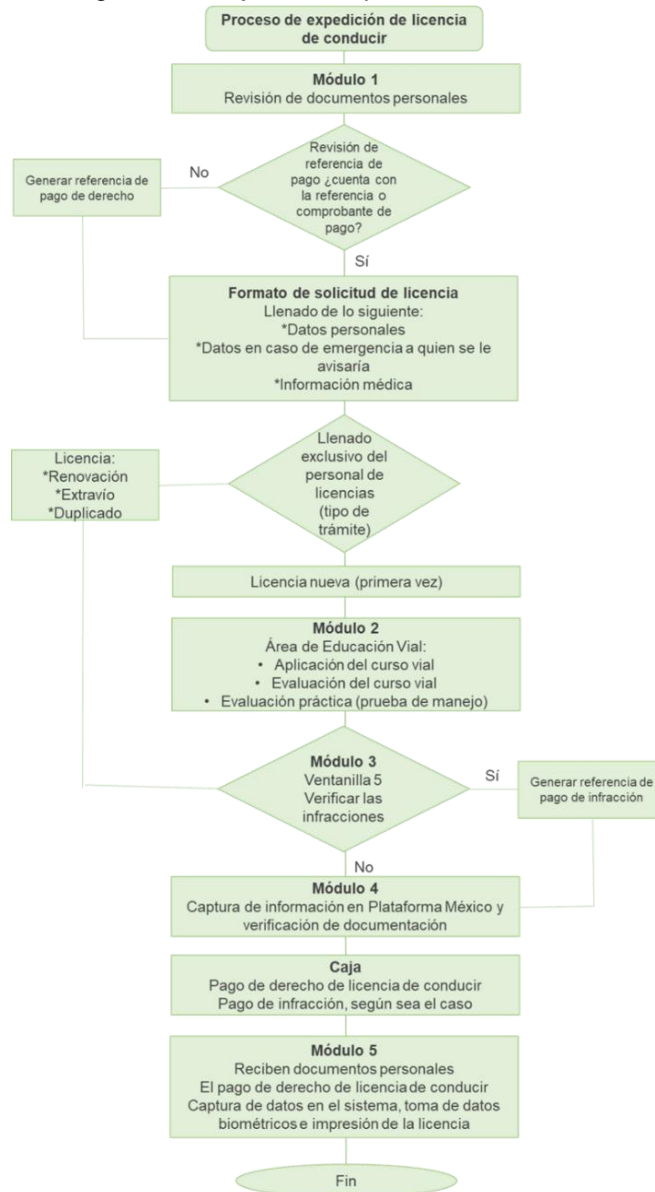 Proceso de expedición de licencia
de conducir
Módulo 1
Revisión de documentos personales
Revisión de
referencia de
pago ¿cuenta con
la referencia o
comprobante de
pago?
No
Generar referencia de
pago de derecho
Sí
Formato de solicitud de licencia
Llenado de lo siguiente:
*Datos personales
*Datos en caso de emergencia a quien se le
avisaría
*Información médica
Llenado
exclusivo del
personal de
licencias
(tipo de
trámite)
Licencia:
*Renovación
*Extravío
*Duplicado
Licencia nueva (primera vez)
Módulo 2
Área de Educación Vial:
• Aplicación del curso vial
• Evaluación del curso vial
• Evaluación práctica (prueba de manejo)
Módulo 3
Ventanilla 5
Verificar las
infracciones
Sí
Generar referencia de
pago de infracción
No
Módulo 4
Captura de información en Plataforma México y
verificación de documentación
Caja
Pago de derecho de licencia de conducir
Pago de infracción, según sea el caso
Módulo 5
Reciben documentos personales
El pago de derecho de licencia de conducir
Captura de datos en el sistema, toma de datos
biométricos e impresión de la licencia
Fin